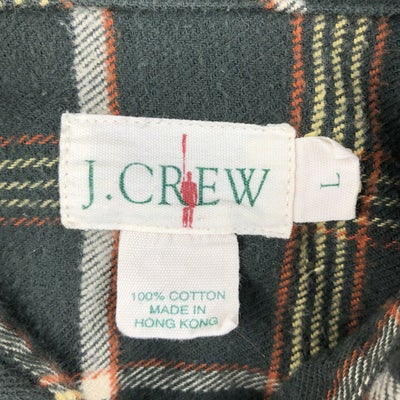 J.CREW
L
100% COTTON
MADE IN
HONG KONG